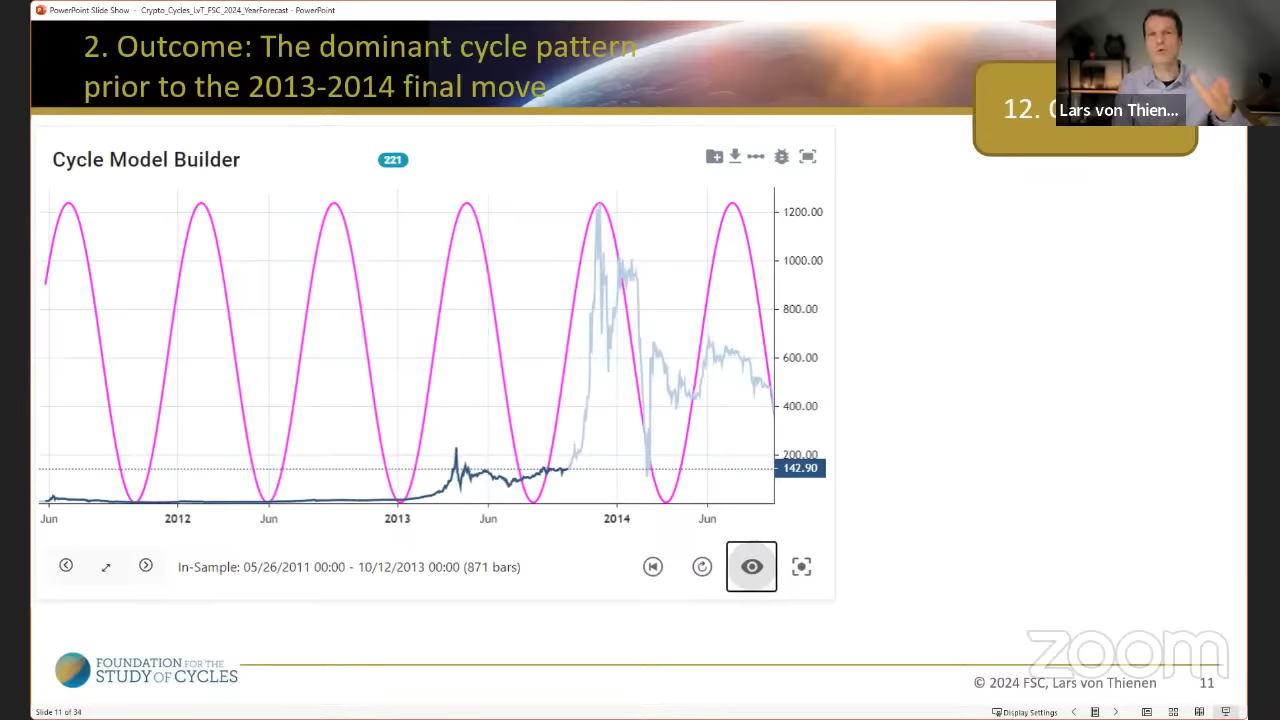 PowerPoint Slide Show - Crypto_Cycles_LvT_FSC_2024_YearForecast - PowerPoint
2. Outcome: The dominant cycle pattern
prior to the 2013-2014 final move
12.
Lars von Thienen...
Cycle Model Builder
221
1200.00
1000.00
800.00
600.00
400.00
200.00
142.90
Jun
2012
Jun
2013
Jun
2014
Jun
In-Sample: 05/26/2011 00:00 - 10/12/2013 00:00 (871 bars)
FOUNDATION FOR THE
STUDY OF CYCLES
zoom
© 2024 FSC, Lars von Thienen
11
Slide 11 of 34
Display Settings